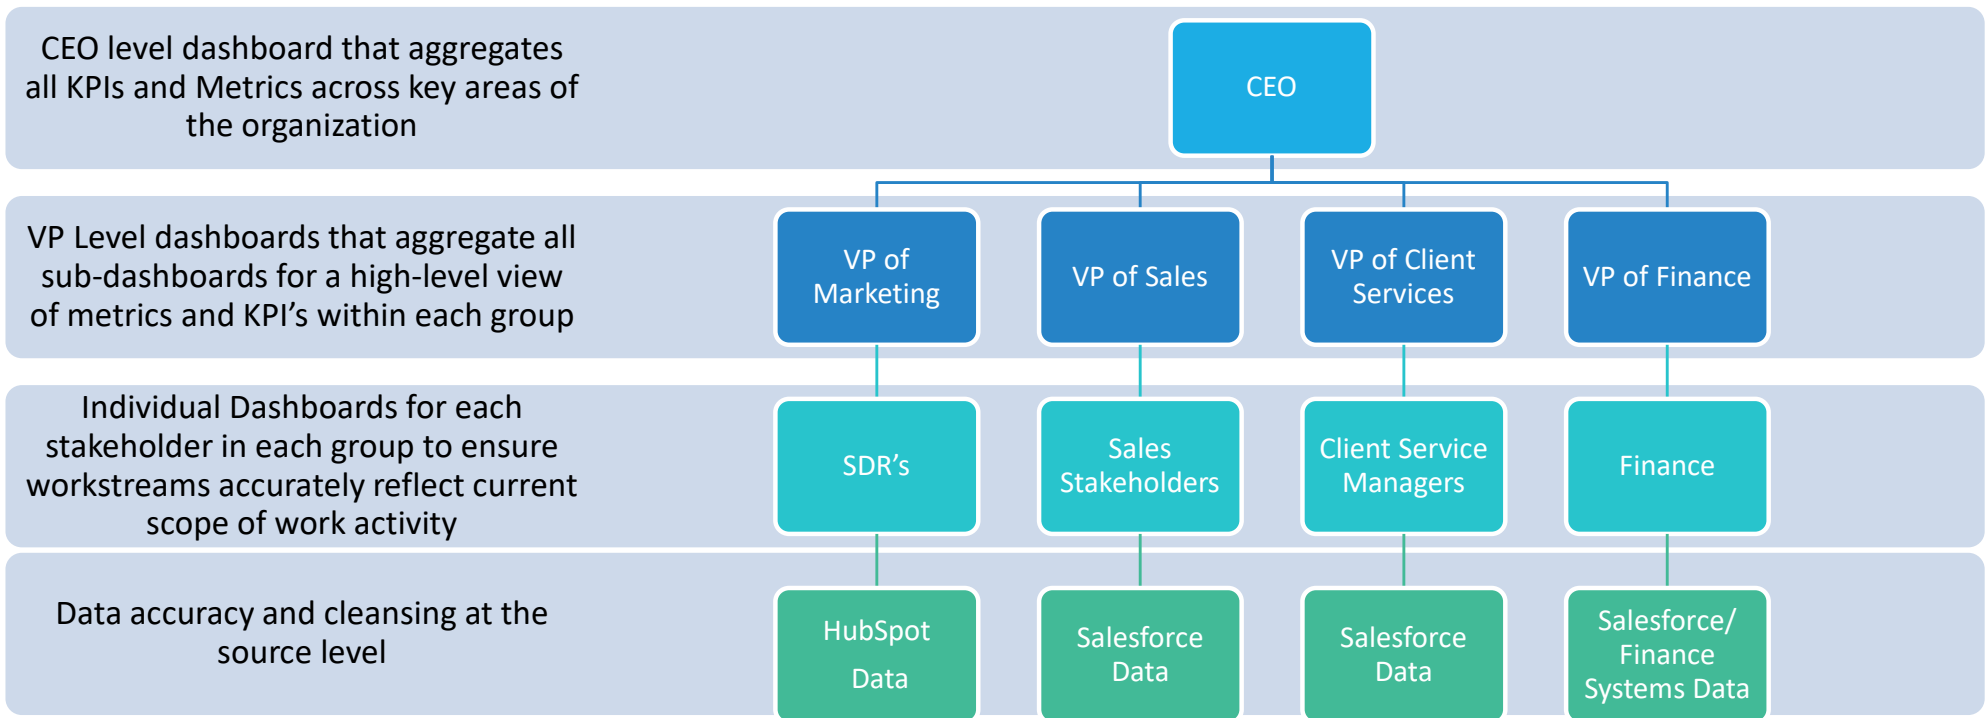 CEO level dashboard that aggregates
all KPIs and Metrics across key areas of
the organization
CEO
VP Level dashboards that aggregate all
sub-dashboards for a high-level view
of metrics and KPI’s within each group
VP of
Marketing
VP of Sales
VP of Client
Services
VP of Finance
Individual Dashboards for each
stakeholder in each group to ensure
workstreams accurately reflect current
scope of work activity
SDR’s
Sales
Stakeholders
Client Service
Managers
Finance
Data accuracy and cleansing at the
source level
HubSpot
Data
Salesforce
Data
Salesforce
Data
Salesforce/
Finance
Systems Data